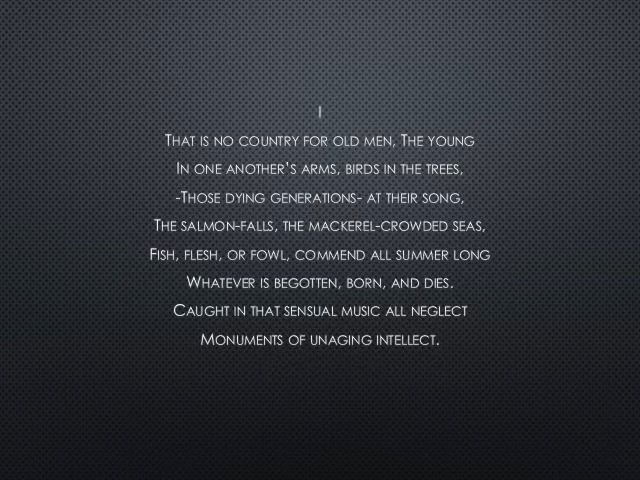 I
That is no country for old men, The young
In one another's arms, birds in the trees,
-Those dying generations- at their song,
The salmon-falls, the mackerel-crowded seas,
Fish, flesh, or fowl, commend all summer long
Whatever is begotten, born, and dies.
Caught in that sensual music all neglect
Monuments of unaging intellect.